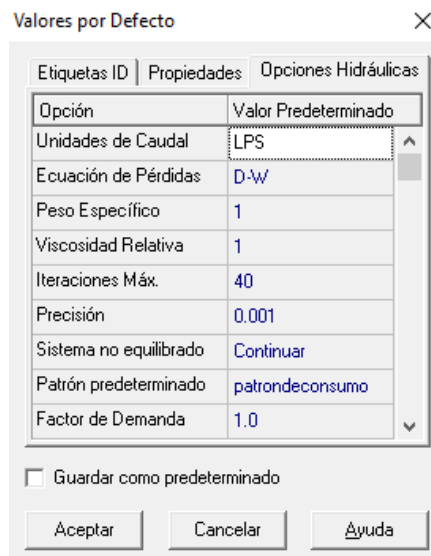 Valores por Defecto
Etiquetas ID Propiedades Opciones Hidráulicas
Opción Valor Predeterminado
Unidades de Caudal LPS
Ecuación de Pérdidas D-W
Peso Específico 1
Viscosidad Relativa 1
Iteraciones Máx. 40
Precisión 0.001
Sistema no equilibrado Continuar
Patrón predeterminado patrondeconsumo
Factor de Demanda 1.0
Guardar como predeterminado
Aceptar Cancelar Ayuda